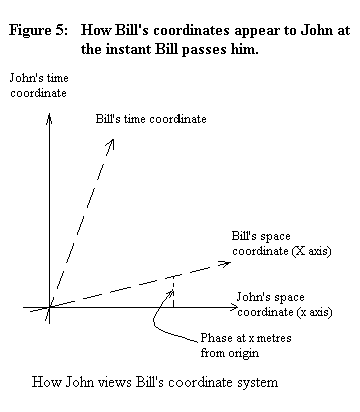 Figure 5: How Bill's coordinates appear to John at
the instant Bill passes him.
John's time
coordinate
Bill's time coordinate
Bill's space
coordinate (X axis)
John's space
coordinate (x axis)
Phase at x metres
from origin
How John views Bill's coordinate system